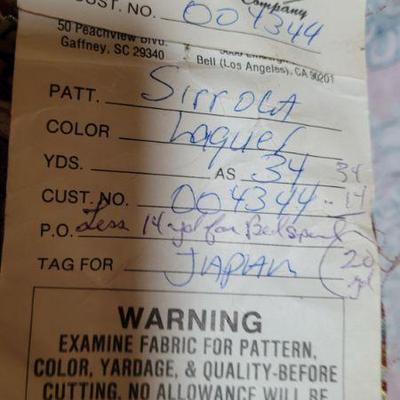 Company
CUST. NO. 004344
50 Peachview Blvd.
Gaffney, SC 29340
Bell (Los Angeles), CA 90201
PATT. Sirroca
COLOR Laquer
YDS. AS 34 34
CUST. NO. 004344 -14
P.O. Less 14 yd for Bedspread 20 yd
TAG FOR JAPIAN
WARNING
EXAMINE FABRIC FOR PATTERN,
COLOR, YARDAGE, & QUALITY-BEFORE
CUTTING. NO ALLOWANCE WILL BE